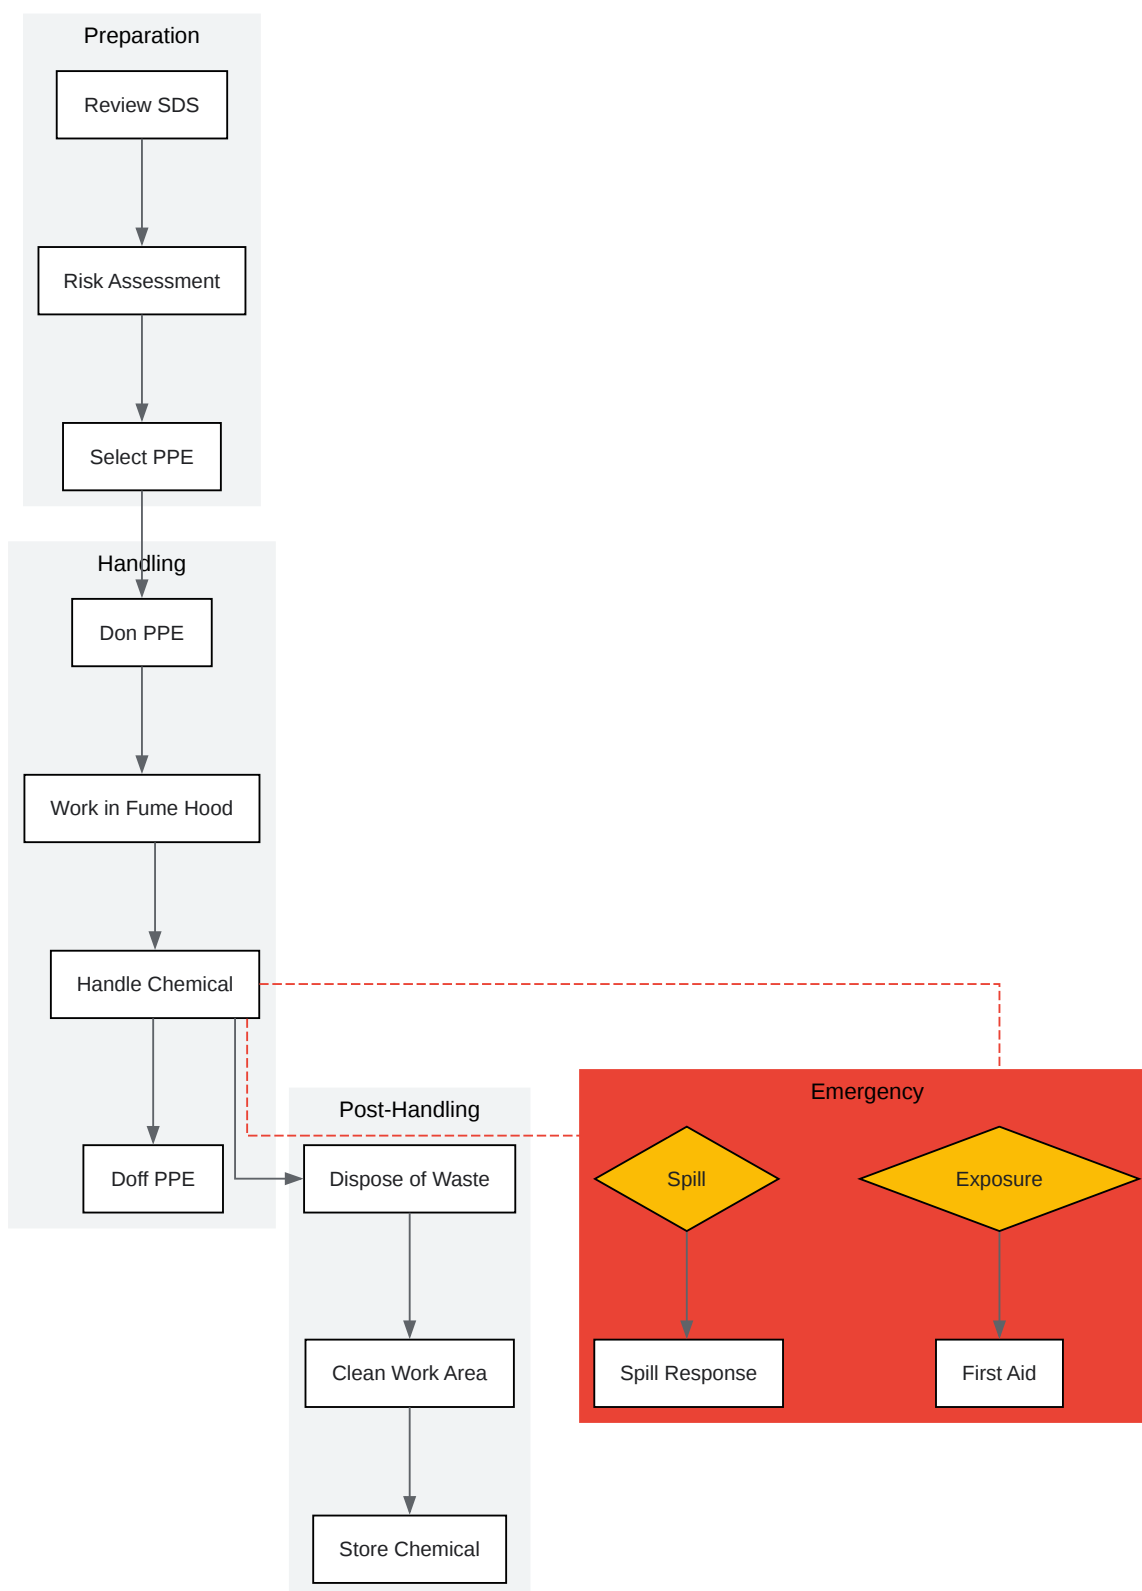 Preparation
Review SDS
Risk Assessment
Select PPE
Handling
Don PPE
Work in Fume Hood
Handle Chemical
Doff PPE
Post-Handling
Dispose of Waste
Clean Work Area
Store Chemical
Emergency
Spill
Exposure
Spill Response
First Aid